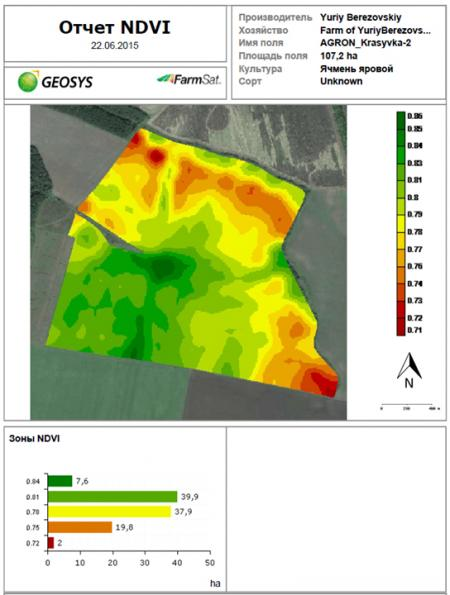 Отчет NDVI
22.06.2015
Производитель Yuriy Berezovskiy
Хозяйство Farm of YuriyBerezovs...
Имя поля AGRON_Krasyvka-2
Площадь поля 107,2 ha
Культура Ячмень яровой
Сорт Unknown
GEOSYS
FarmSat
0.86
0.85
0.84
0.83
0.81
0.8
0.79
0.78
0.77
0.76
0.74
0.73
0.72
0.71
N
0 200 400 m
Зоны NDVI
0.84 7,6
0.81 39,9
0.78 37,9
0.75 19,8
0.72 2
0 10 20 30 40 50
ha